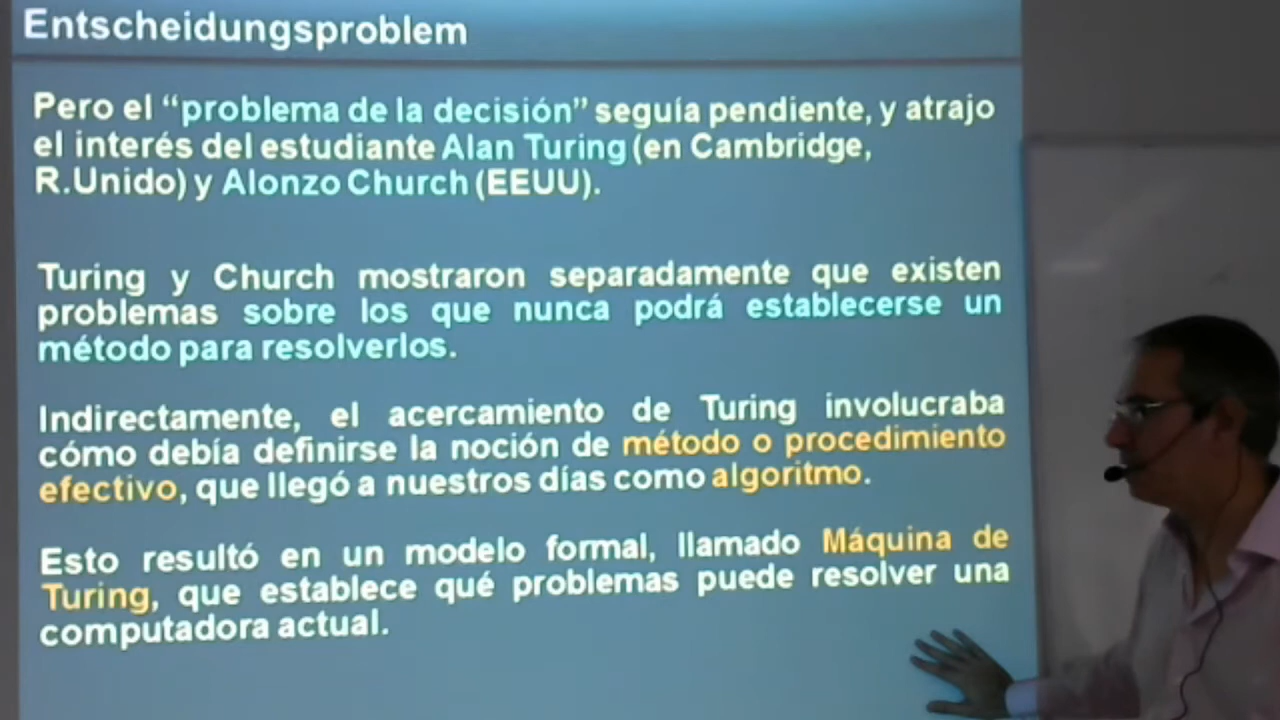 Entscheidungsproblem
Pero el “problema de la decisión” seguía pendiente, y atrajo
el interés del estudiante Alan Turing (en Cambridge,
R.Unido) y Alonzo Church (EEUU).
Turing y Church mostraron separadamente que existen
problemas sobre los que nunca podrá establecerse un
método para resolverlos.
Indirectamente, el acercamiento de Turing involucraba
cómo debía definirse la noción de método o procedimiento
efectivo, que llegó a nuestros días como algoritmo.
Esto resultó en un modelo formal, llamado Máquina de
Turing, que establece qué problemas puede resolver una
computadora actual.